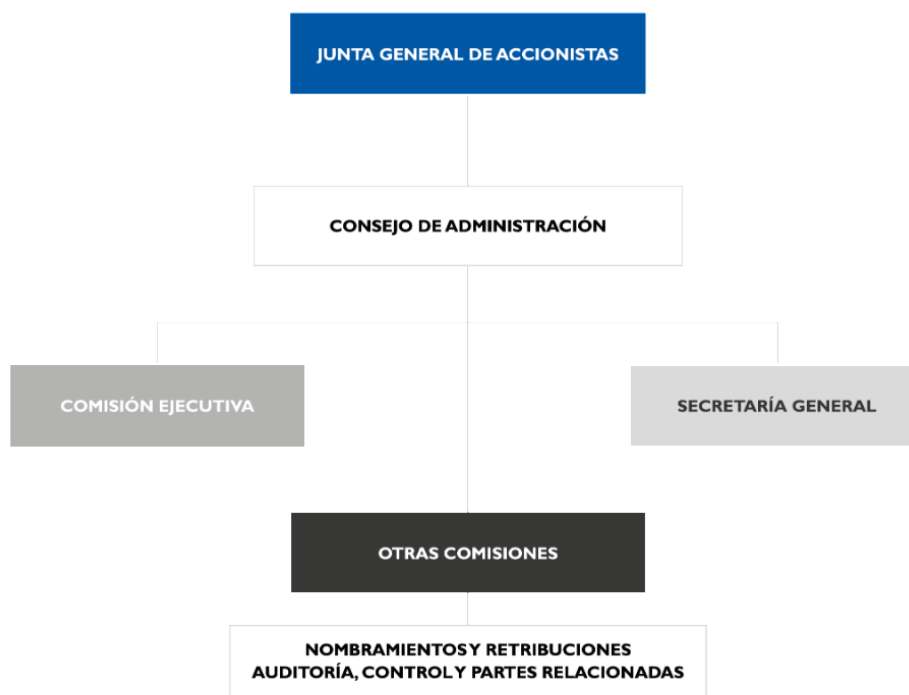 JUNTA GENERAL DE ACCIONISTAS
CONSEJO DE ADMINISTRACIÓN
COMISIÓN EJECUTIVA
SECRETARÍA GENERAL
OTRAS COMISIONES
NOMBRAMIENTOS Y RETRIBUCIONES
AUDITORÍA, CONTROL Y PARTES RELACIONADAS